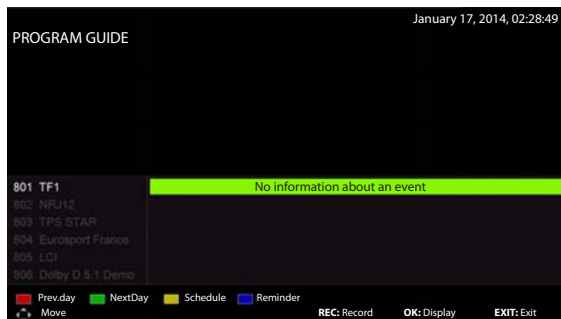 January 17, 2014, 02:28:49
PROGRAM GUIDE
801 TF1
No information about an event
802 NRJ12
803 TPS STAR
804 Eurosport France
805 LCI
806 Dolby D 5.1 Demo
Prev.day NextDay Schedule Reminder
Move REC: Record OK: Display EXIT: Exit